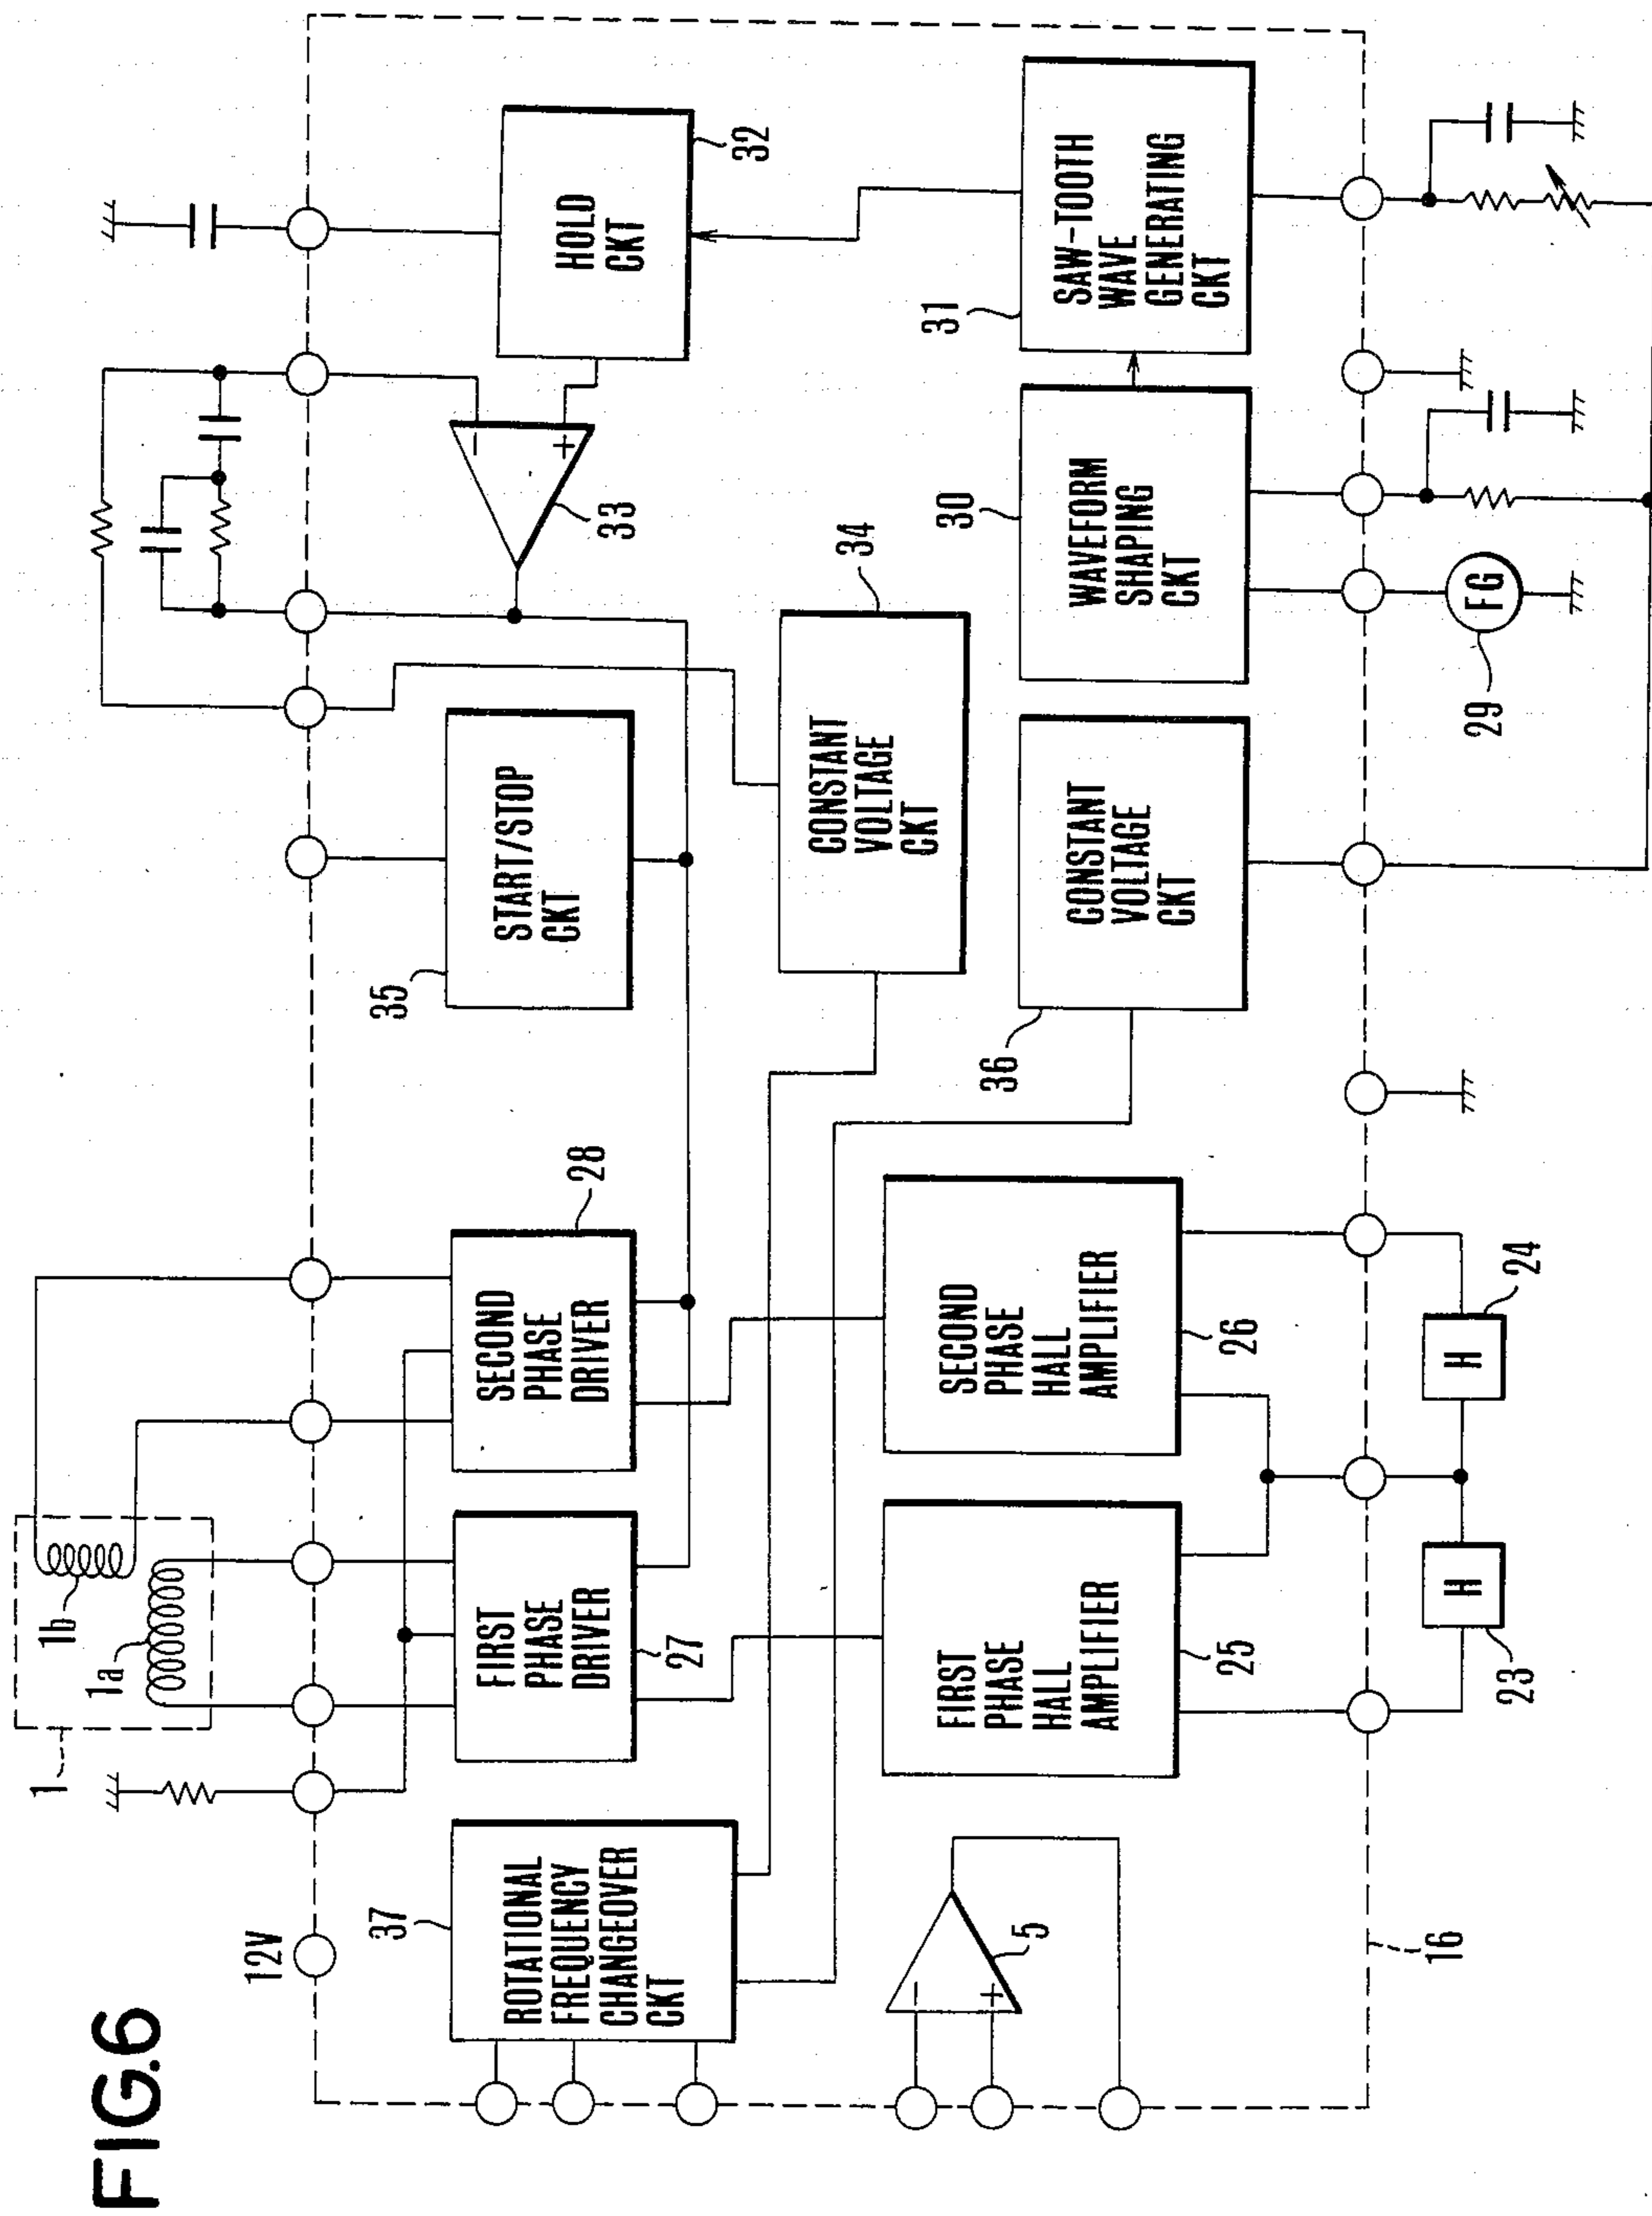 FIG.6
12V
1
1a
1b
37
ROTATIONAL
FREQUENCY
CHANGEOVER
CKT
FIRST
PHASE
DRIVER
27
SECOND
PHASE
DRIVER
28
35
START/STOP
CKT
−
+
33
HOLD
CKT
32
CONSTANT
VOLTAGE
CKT
34
−
+
5
FIRST
PHASE
HALL
AMPLIFIER
25
SECOND
PHASE
HALL
AMPLIFIER
26
36
CONSTANT
VOLTAGE
CKT
30
WAVEFORM
SHAPING
CKT
31
SAW-TOOTH
WAVE
GENERATING
CKT
16
H
23
H
24
FG
29